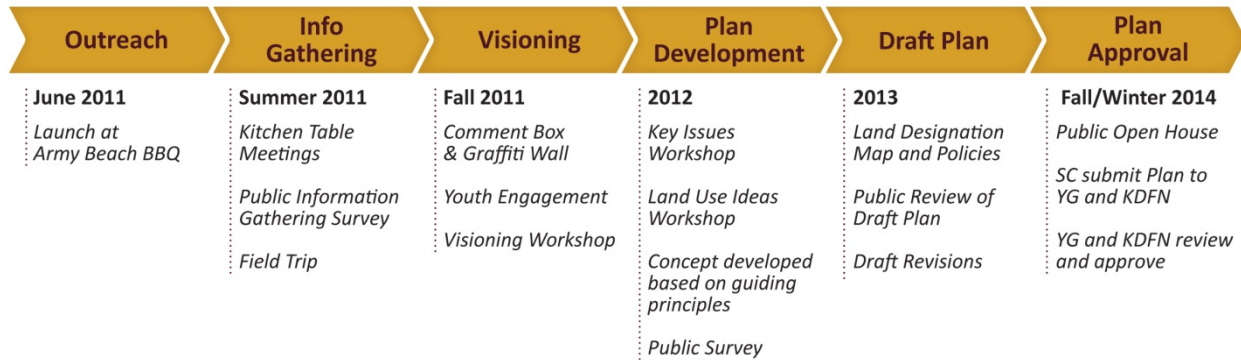 Outreach
June 2011
Launch at
Army Beach BBQ
Info
Gathering
Summer 2011
Kitchen Table
Meetings
Public Information
Gathering Survey
Field Trip
Visioning
Fall 2011
Comment Box
& Graffiti Wall
Youth Engagement
Visioning Workshop
Plan
Development
2012
Key Issues
Workshop
Land Use Ideas
Workshop
Concept developed
based on guiding
principles
Public Survey
Draft Plan
2013
Land Designation
Map and Policies
Public Review of
Draft Plan
Draft Revisions
Plan
Approval
Fall/Winter 2014
Public Open House
SC submit Plan to
YG and KDFN
YG and KDFN review
and approve